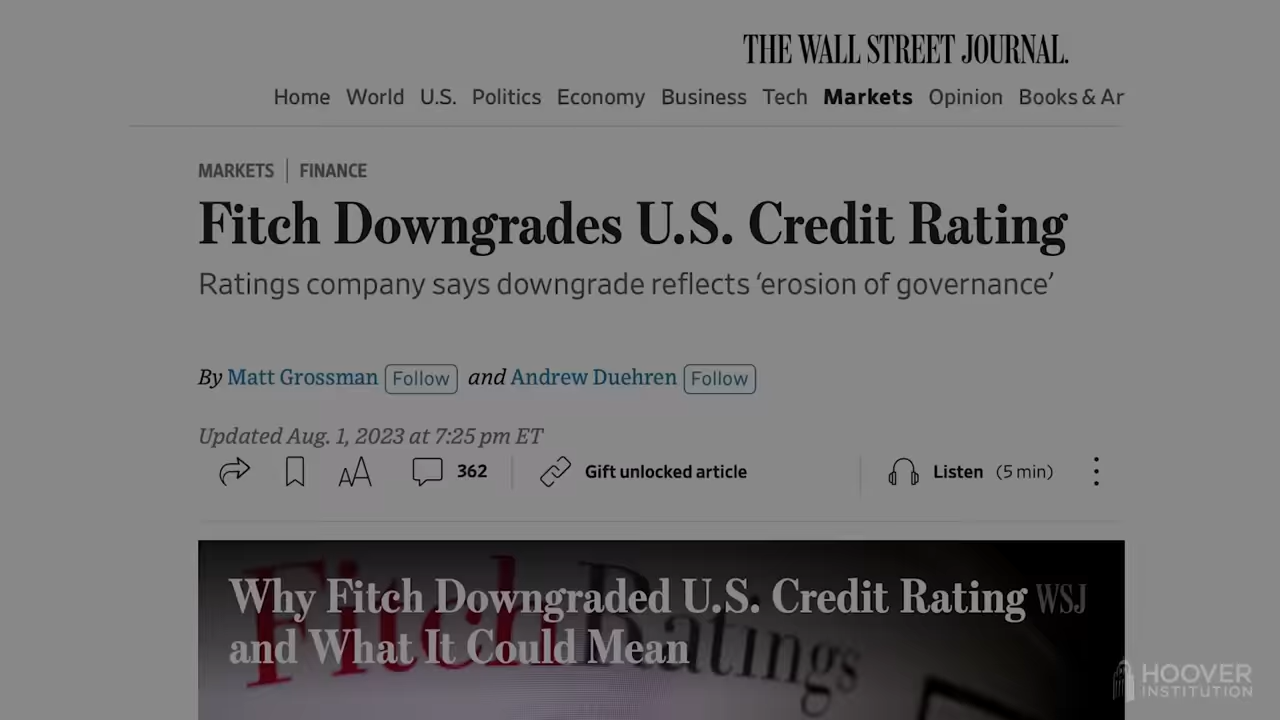 THE WALL STREET JOURNAL.
Home World U.S. Politics Economy Business Tech Markets Opinion Books & Ar
MARKETS | FINANCE
Fitch Downgrades U.S. Credit Rating
Ratings company says downgrade reflects ‘erosion of governance’
By Matt Grossman Follow and Andrew Duehren Follow
Updated Aug. 1, 2023 at 7:25 pm ET
AA 362 Gift unlocked article Listen (5 min)
Why Fitch Downgraded U.S. Credit Rating WSJ
and What It Could Mean
Fitch Ratings
HOOVER
INSTITUTION